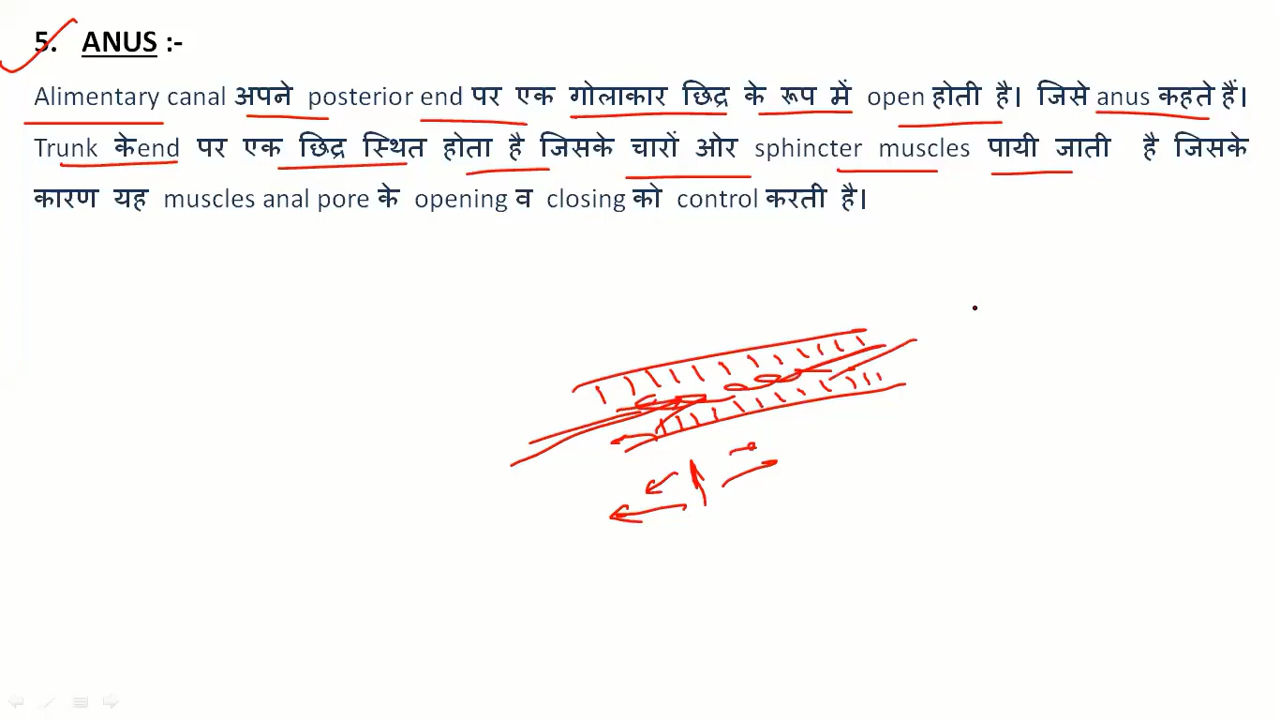 5. ANUS :-
Alimentary canal अपने posterior end पर एक गोलाकार छिद्र के रूप में open होती है। जिसे anus कहते हैं।
Trunk के end पर एक छिद्र स्थित होता है जिसके चारों ओर sphincter muscles पायी जाती है जिसके
कारण यह muscles anal pore के opening व closing को control करती है।